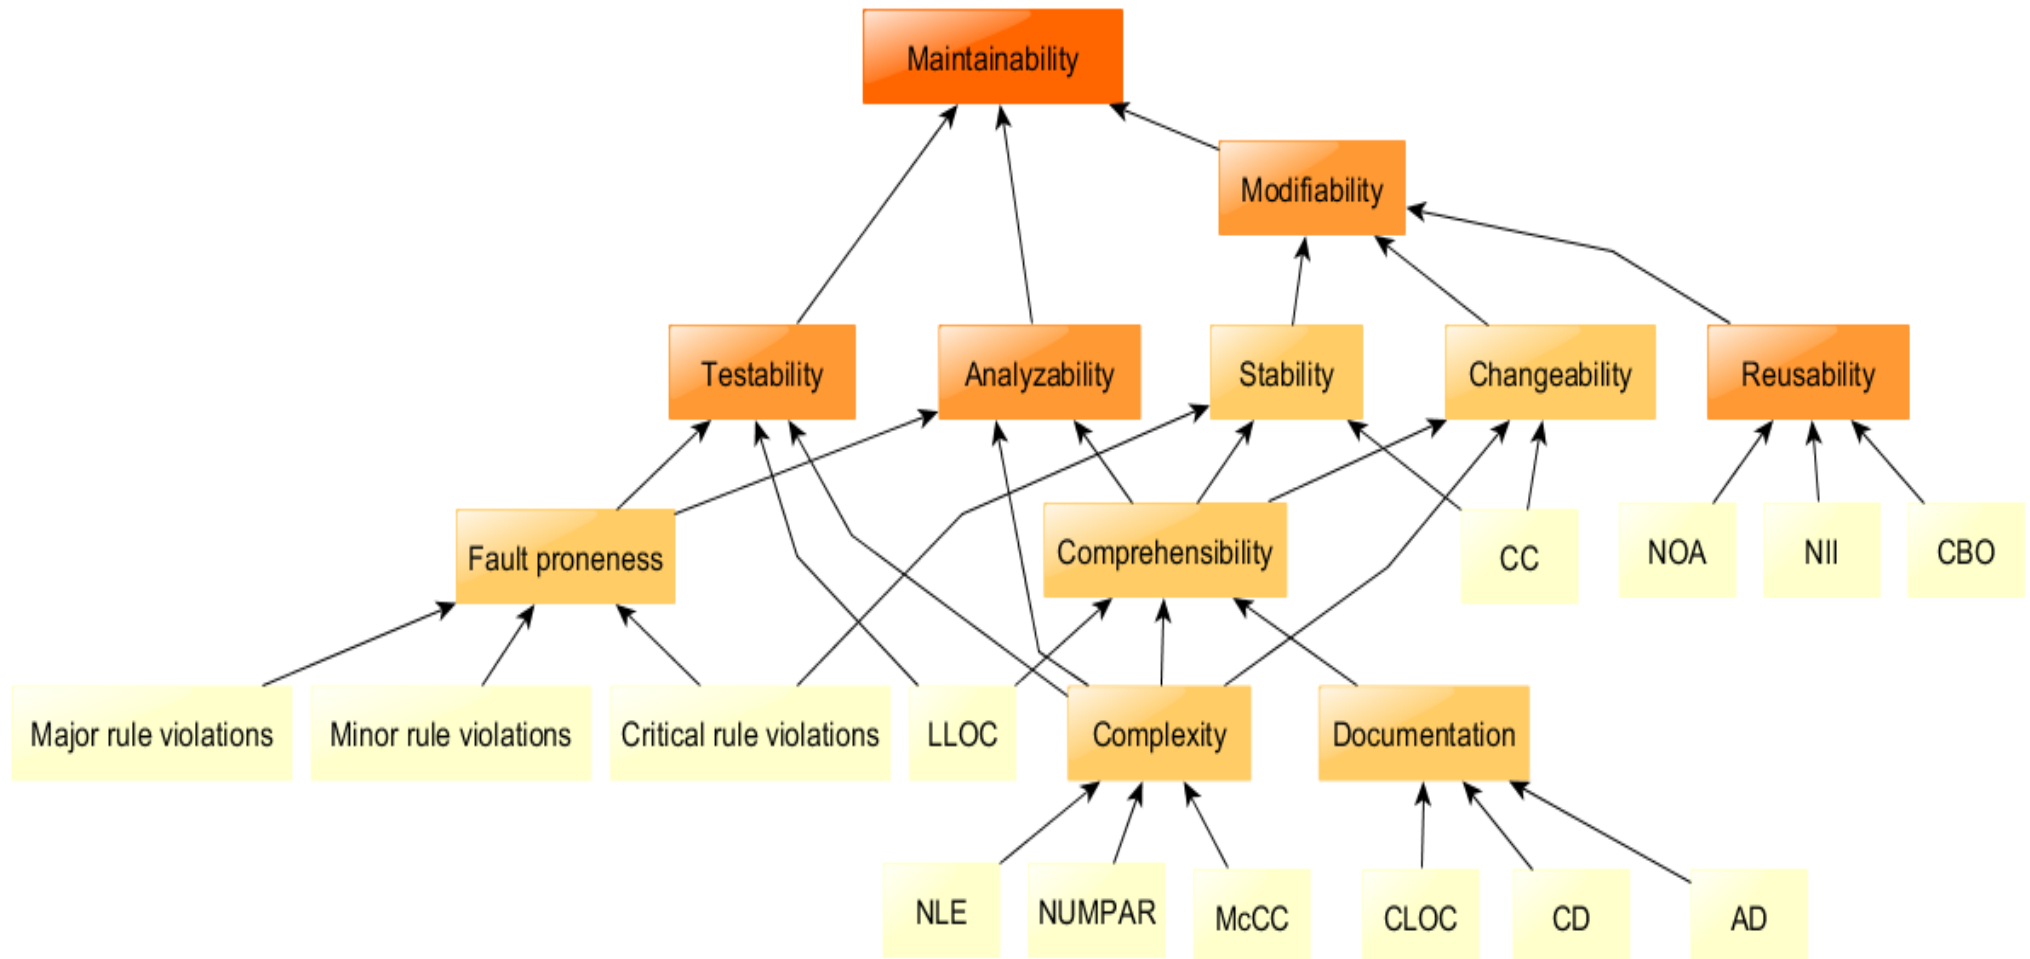 Maintainability
Modifiability
Testability
Analyzability
Stability
Changeability
Reusability
Fault proneness
Comprehensibility
CC
NOA
NII
CBO
Major rule violations
Minor rule violations
Critical rule violations
LLOC
Complexity
Documentation
NLE
NUMPAR
McCC
CLOC
CD
AD